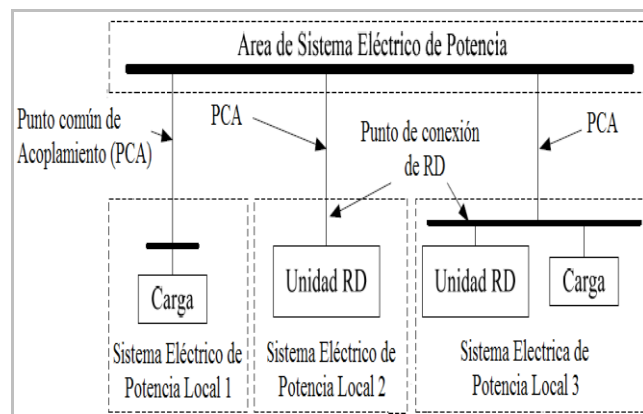 Area de Sistema Eléctrico de Potencia
Punto común de
Acoplamiento (PCA)
PCA
Punto de conexión
de RD
PCA
Carga
Unidad RD
Unidad RD
Carga
Sistema Eléctrico de
Potencia Local 1
Sistema Eléctrico de
Potencia Local 2
Sistema Electrica de
Potencia Local 3